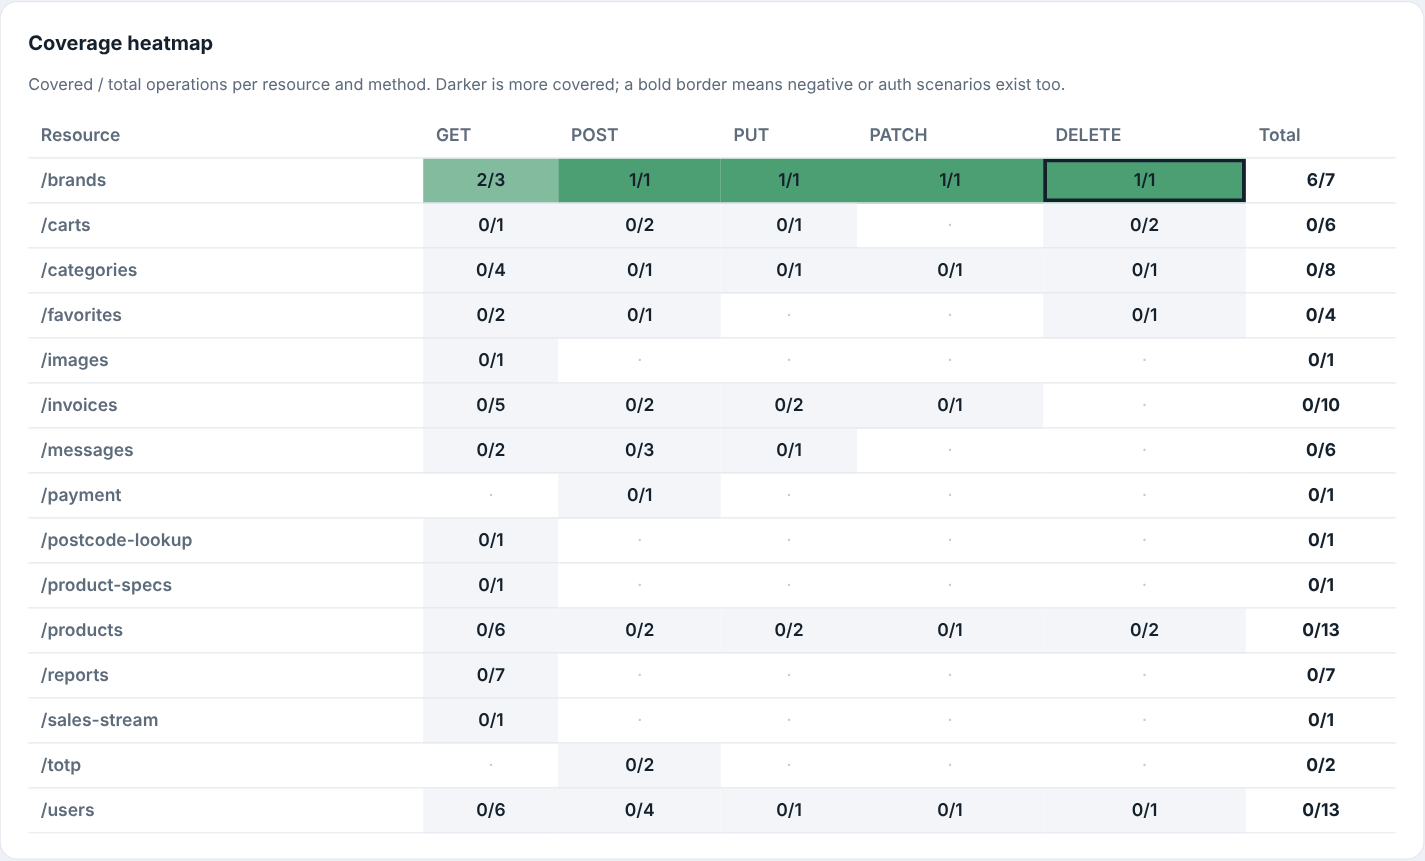 Coverage heatmap
Covered / total operations per resource and method. Darker is more covered; a bold border means negative or auth scenarios exist too.
Resource GET POST PUT PATCH DELETE Total
/brands 2/3 1/1 1/1 1/1 1/1 6/7
/carts 0/1 0/2 0/1 · 0/2 0/6
/categories 0/4 0/1 0/1 0/1 0/1 0/8
/favorites 0/2 0/1 · · 0/1 0/4
/images 0/1 · · · · 0/1
/invoices 0/5 0/2 0/2 0/1 · 0/10
/messages 0/2 0/3 0/1 · · 0/6
/payment · 0/1 · · · 0/1
/postcode-lookup 0/1 · · · · 0/1
/product-specs 0/1 · · · · 0/1
/products 0/6 0/2 0/2 0/1 0/2 0/13
/reports 0/7 · · · · 0/7
/sales-stream 0/1 · · · · 0/1
/totp · 0/2 · · · 0/2
/users 0/6 0/4 0/1 0/1 0/1 0/13